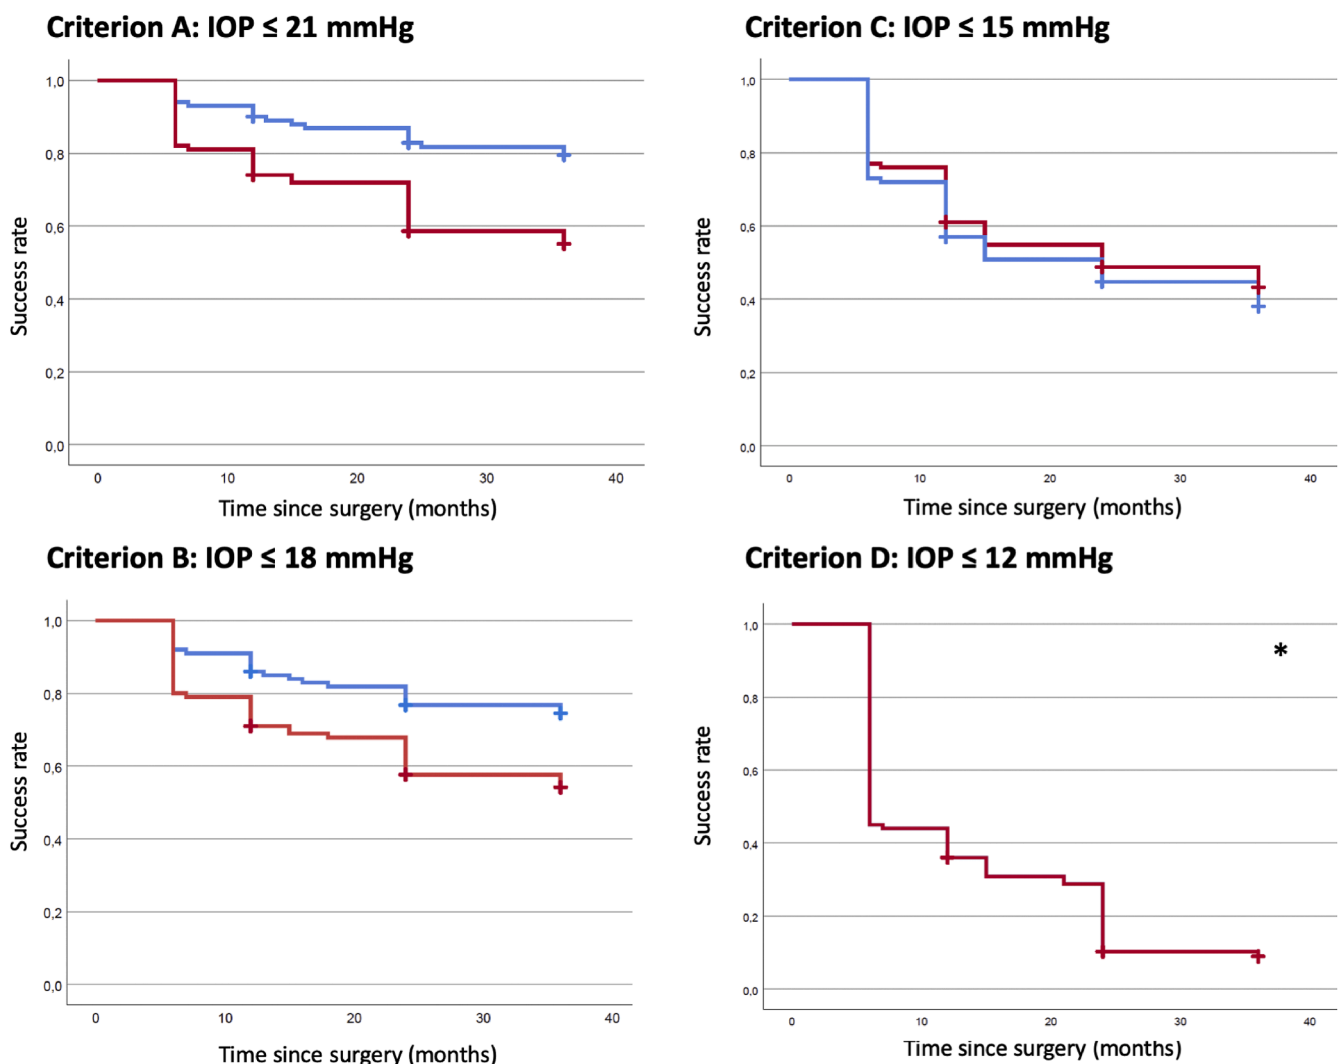 Criterion A: IOP ≤ 21 mmHg
1,0
0,8
0,6
0,4
0,2
0,0
Success rate
0 10 20 30 40
Time since surgery (months)
Criterion C: IOP ≤ 15 mmHg
1,0
0,8
0,6
0,4
0,2
0,0
Success rate
0 10 20 30 40
Time since surgery (months)
Criterion B: IOP ≤ 18 mmHg
1,0
0,8
0,6
0,4
0,2
0,0
Success rate
0 10 20 30 40
Time since surgery (months)
Criterion D: IOP ≤ 12 mmHg
*
1,0
0,8
0,6
0,4
0,2
0,0
Success rate
0 10 20 30 40
Time since surgery (months)